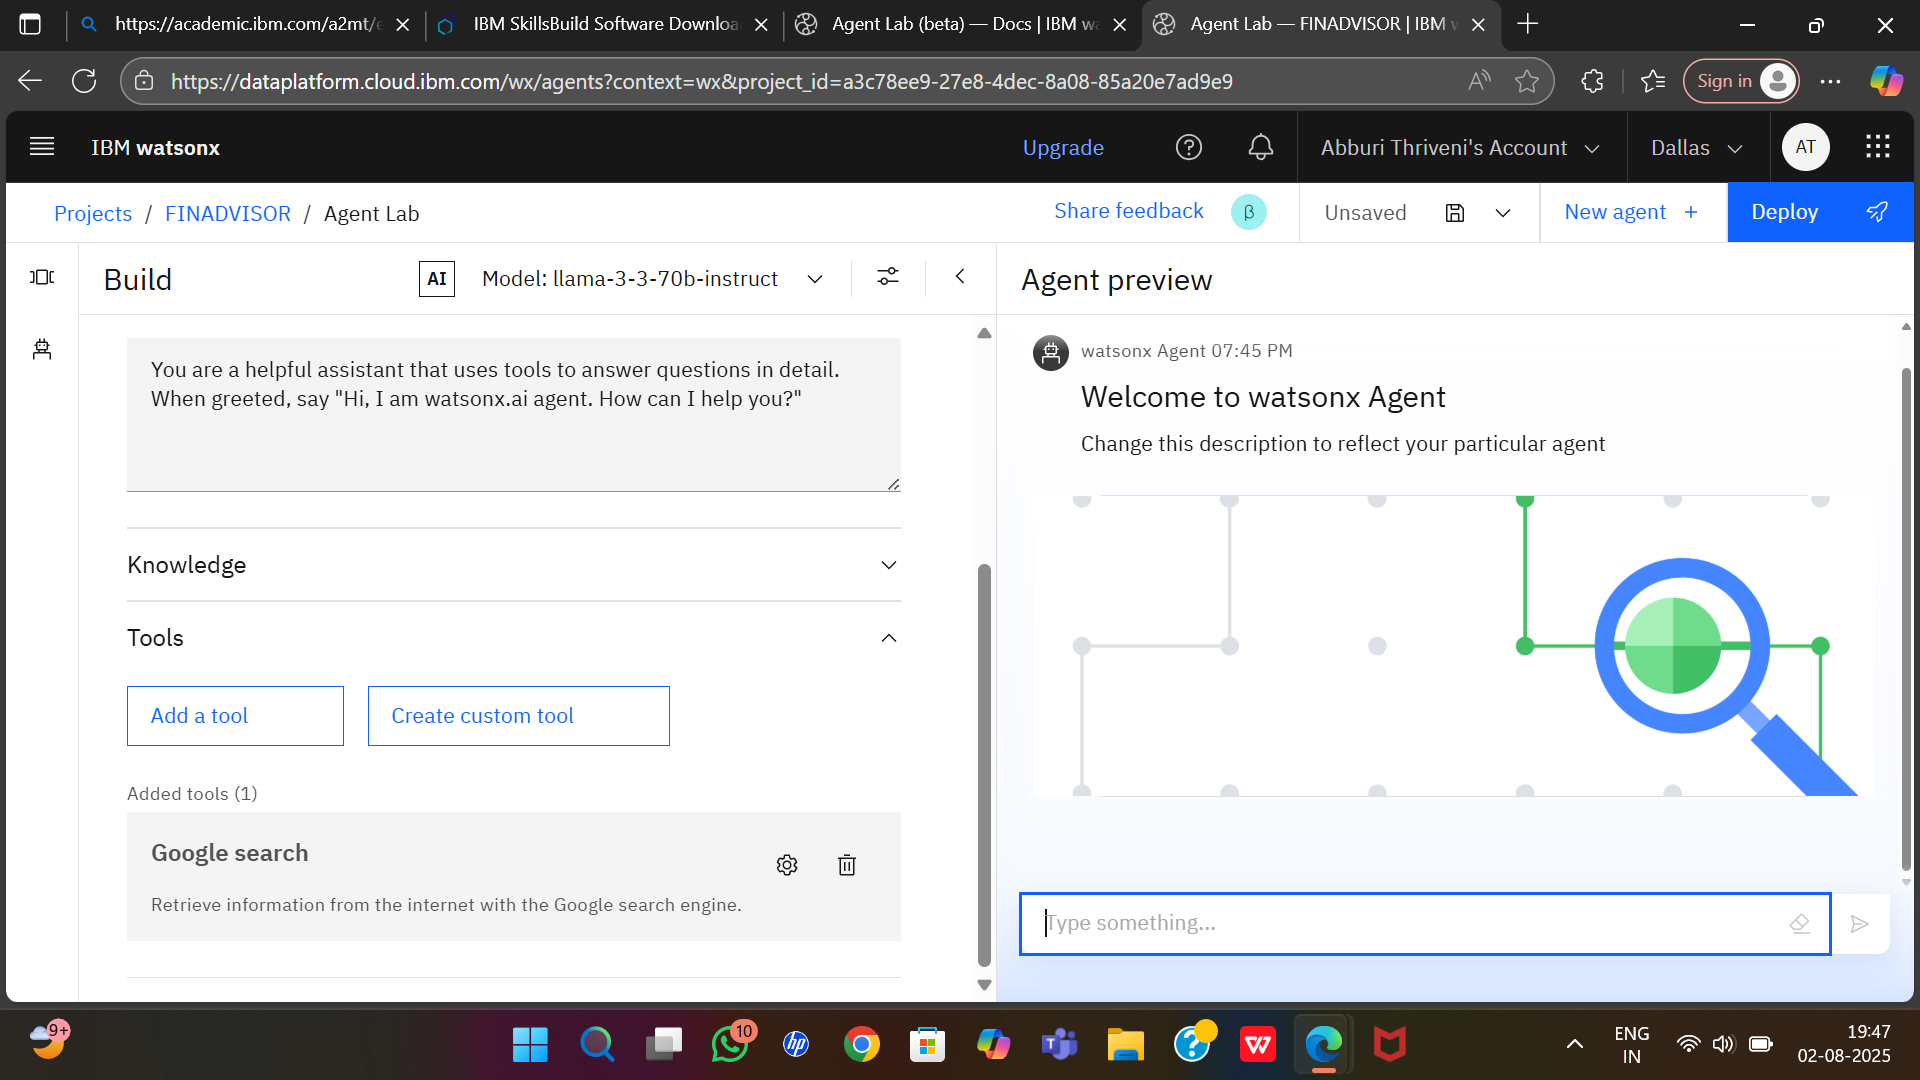 https://academic.ibm.com/a2mt/e
IBM SkillsBuild Software Downloa
Agent Lab (beta) — Docs | IBM wa
Agent Lab — FINADVISOR | IBM w
https://dataplatform.cloud.ibm.com/wx/agents?context=wx&project_id=a3c78ee9-27e8-4dec-8a08-85a20e7ad9e9
Sign in
IBM watsonx
Upgrade
Abburi Thriveni's Account
Dallas
AT
Projects / FINADVISOR / Agent Lab
Share feedback
β
Unsaved
New agent +
Deploy
Build
AI
Model: llama-3-3-70b-instruct
Agent preview
You are a helpful assistant that uses tools to answer questions in detail.
When greeted, say "Hi, I am watsonx.ai agent. How can I help you?"
Knowledge
Tools
Add a tool
Create custom tool
Added tools (1)
Google search
Retrieve information from the internet with the Google search engine.
watsonx Agent 07:45 PM
Welcome to watsonx Agent
Change this description to reflect your particular agent
Type something...
9+
10
hp
ENG
IN
19:47
02-08-2025